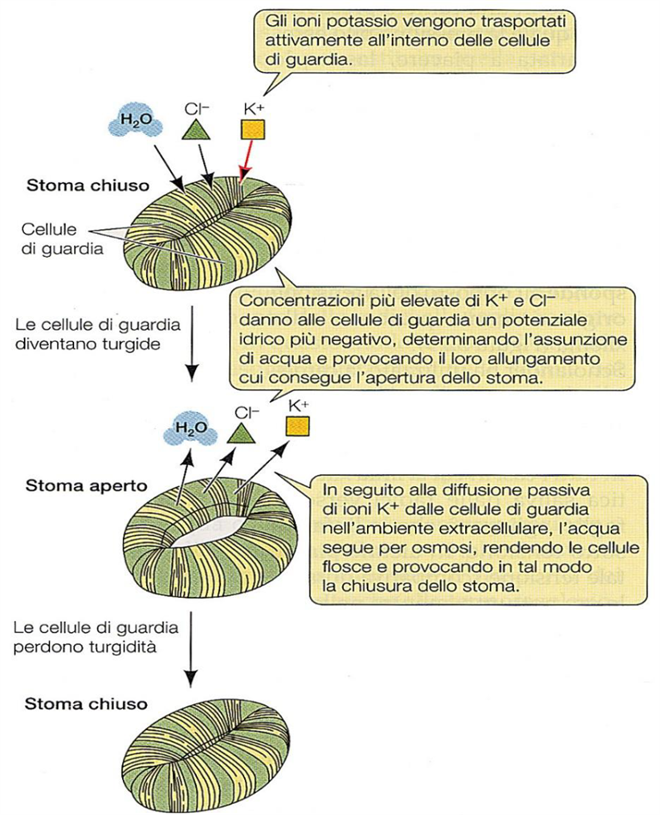 Gli ioni potassio vengono trasportati
attivamente all'interno delle cellule
di guardia.
H₂O
Cl–
K+
Stoma chiuso
Cellule
di guardia
Le cellule di guardia
diventano turgide
Concentrazioni più elevate di K+ e Cl–
danno alle cellule di guardia un potenziale
idrico più negativo, determinando l'assunzione
di acqua e provocando il loro allungamento
cui consegue l'apertura dello stoma.
H₂O
Cl–
K+
Stoma aperto
In seguito alla diffusione passiva
di ioni K+ dalle cellule di guardia
nell'ambiente extracellulare, l'acqua
segue per osmosi, rendendo le cellule
flosce e provocando in tal modo
la chiusura dello stoma.
Le cellule di guardia
perdono turgidità
Stoma chiuso